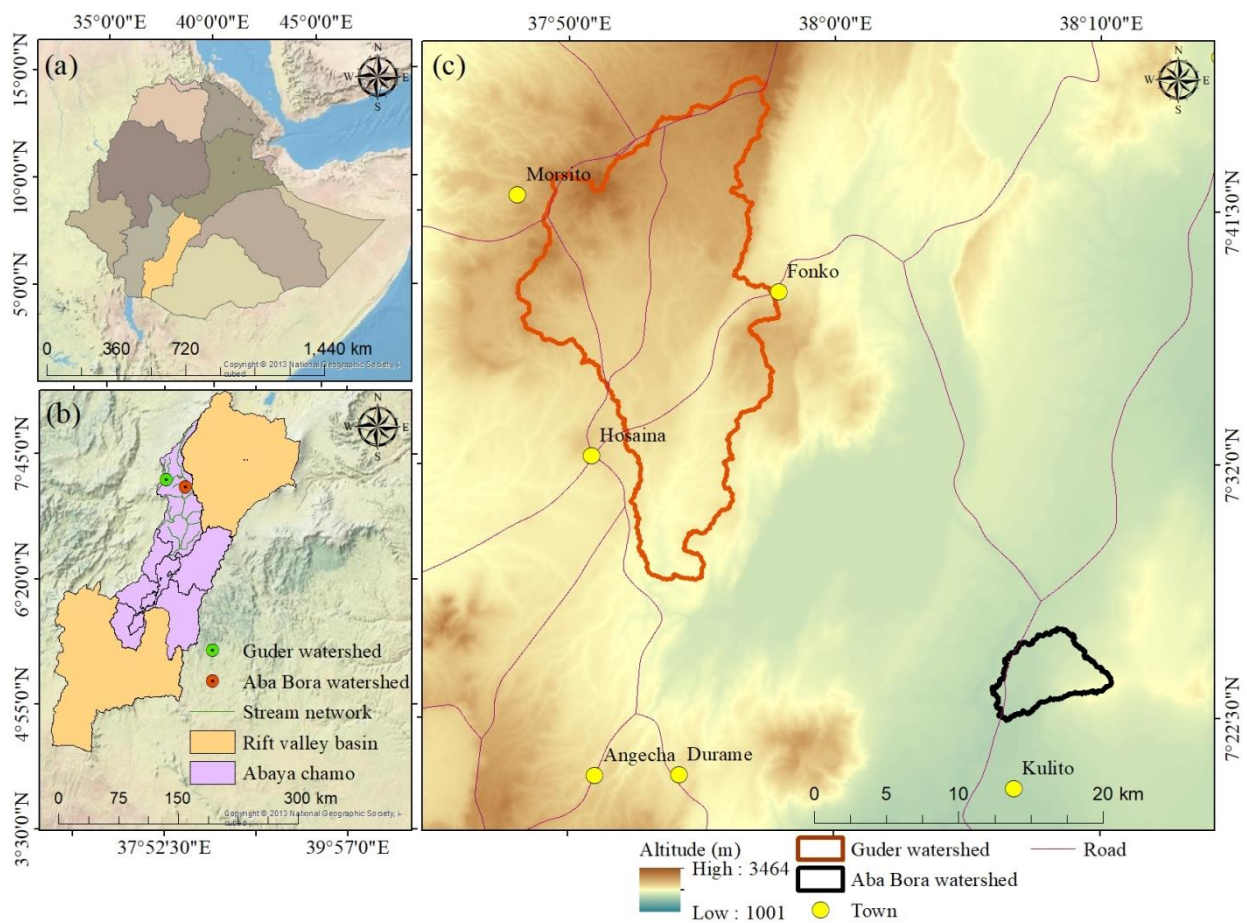 35°0'0"E 40°0'0"E 45°0'0"E
(a)
N
W E
S
15°0'0"N
10°0'0"N
5°0'0"N
0 360 720 1,440 km
Copyright © 2013 National Geographic Society, i-
cubed
(b)
N
W E
S
7°45'0"N
6°20'0"N
4°55'0"N
3°30'0"N
Guder watershed
Aba Bora watershed
Stream network
Rift valley basin
Abaya chamo
0 75 150 300 km
Copyright © 2013 National Geographic Society, i-
cubed
37°52'30"E 39°57'0"E
37°50'0"E 38°0'0"E 38°10'0"E
(c)
N
W E
S
Morsito
Fonko
Hosaina
Angecha Durame
Kulito
7°41'30"N
7°32'0"N
7°22'30"N
0 5 10 20 km
Altitude (m)
High : 3464
Low : 1001
Guder watershed
Aba Bora watershed
Town
Road